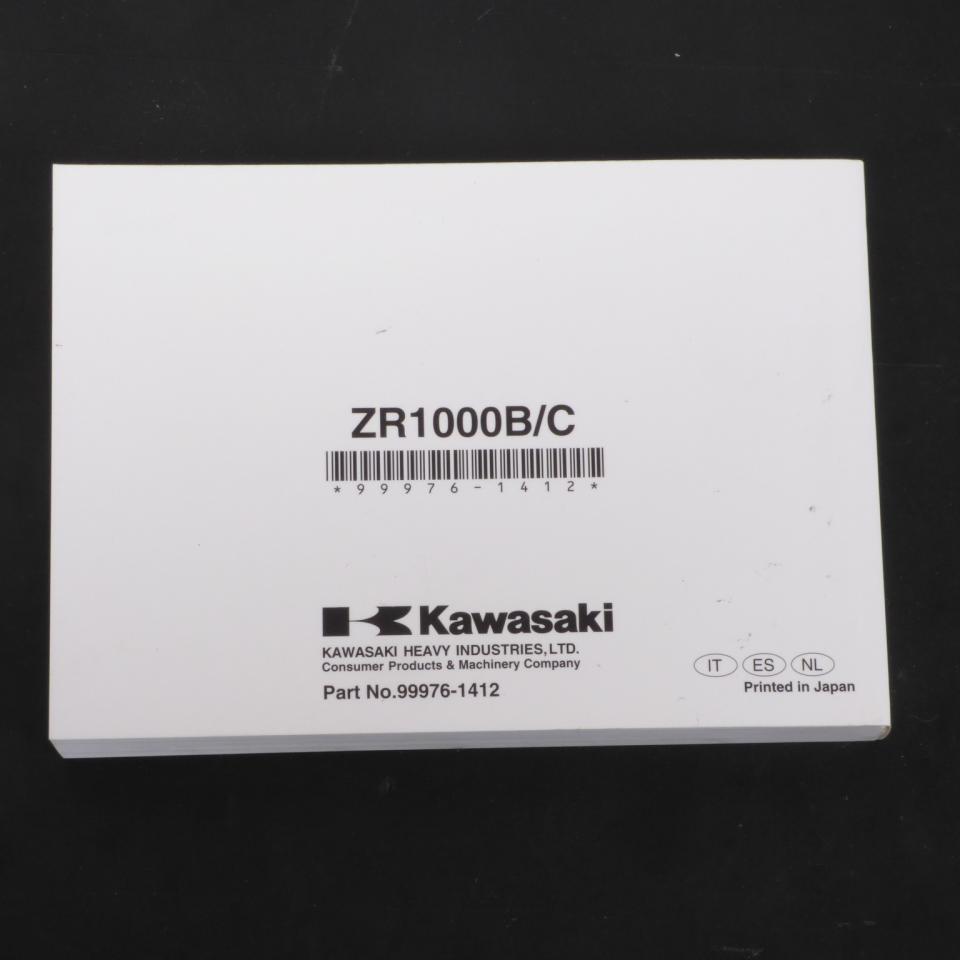 ZR1000B/C
*99976-1412*
Kawasaki
KAWASAKI HEAVY INDUSTRIES,LTD.
Consumer Products & Machinery Company
Part No.99976-1412
IT ES NL
Printed in Japan